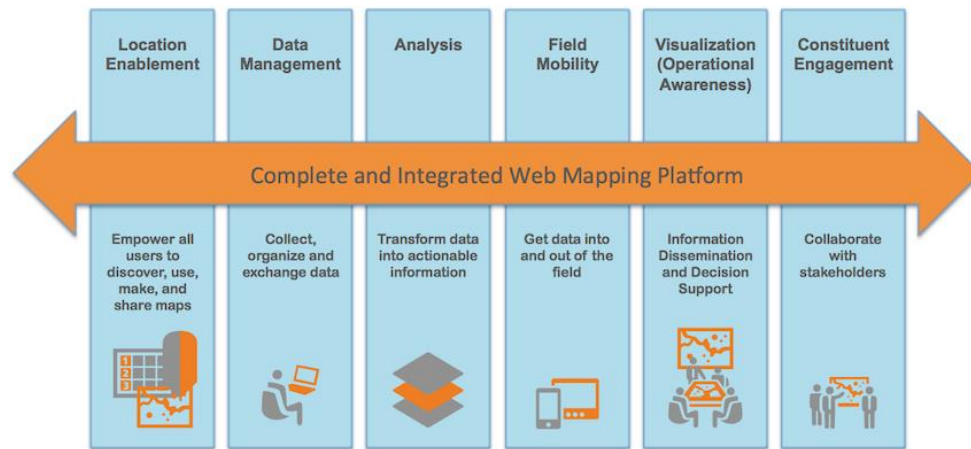 Location
Enablement
Data
Management
Analysis
Field
Mobility
Visualization
(Operational
Awareness)
Constituent
Engagement
Complete and Integrated Web Mapping Platform
Empower all
users to
discover, use,
make, and
share maps
Collect,
organize and
exchange data
Transform data
into actionable
information
Get data into
and out of the
field
Information
Dissemination
and Decision
Support
Collaborate
with
stakeholders
1
2
3